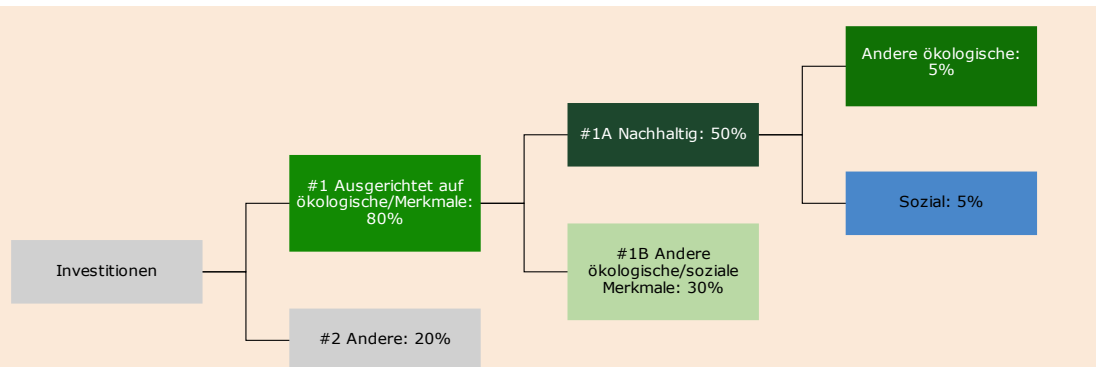 Investitionen
#1 Ausgerichtet auf
ökologische/Merkmale:
80%
#2 Andere: 20%
#1A Nachhaltig: 50%
#1B Andere
ökologische/soziale
Merkmale: 30%
Andere ökologische:
5%
Sozial: 5%